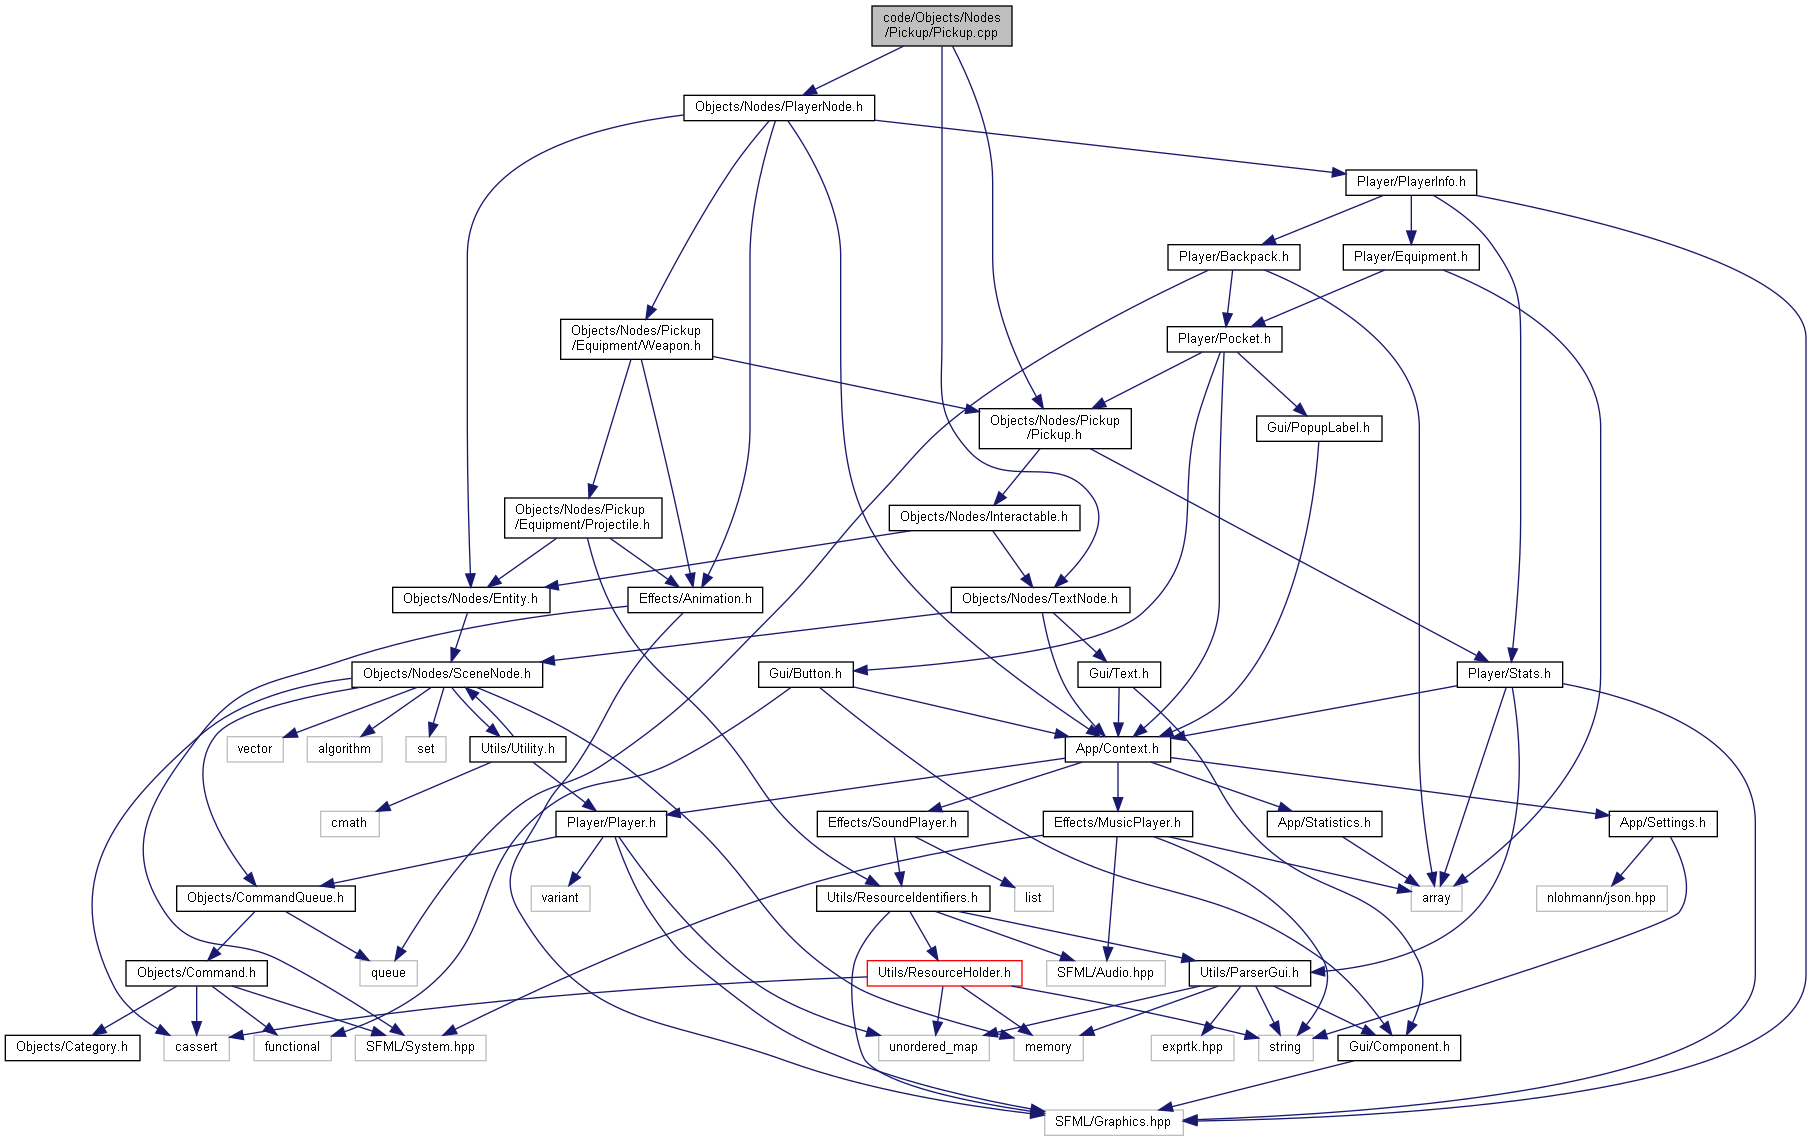 code/Objects/Nodes
/Pickup/Pickup.cpp
Objects/Nodes/PlayerNode.h
Player/PlayerInfo.h
Player/Backpack.h
Player/Equipment.h
Objects/Nodes/Pickup
/Equipment/Weapon.h
Player/Pocket.h
Objects/Nodes/Pickup
/Pickup.h
Gui/PopupLabel.h
Objects/Nodes/Pickup
/Equipment/Projectile.h
Objects/Nodes/Interactable.h
Objects/Nodes/Entity.h
Effects/Animation.h
Objects/Nodes/TextNode.h
Objects/Nodes/SceneNode.h
Gui/Button.h
Gui/Text.h
Player/Stats.h
vector
algorithm
set
Utils/Utility.h
App/Context.h
cmath
Player/Player.h
Effects/SoundPlayer.h
Effects/MusicPlayer.h
App/Statistics.h
App/Settings.h
Objects/CommandQueue.h
variant
Utils/ResourceIdentifiers.h
list
array
nlohmann/json.hpp
Objects/Command.h
queue
Utils/ResourceHolder.h
SFML/Audio.hpp
Utils/ParserGui.h
Objects/Category.h
cassert
functional
SFML/System.hpp
unordered_map
memory
exprtk.hpp
string
Gui/Component.h
SFML/Graphics.hpp